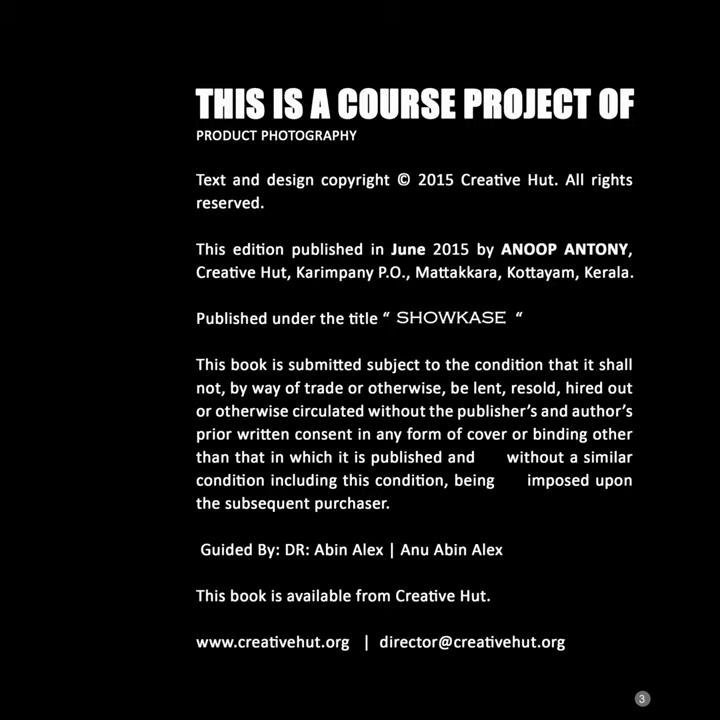 THIS IS A COURSE PROJECT OF
PRODUCT PHOTOGRAPHY
Text and design copyright © 2015 Creative Hut. All rights
reserved.
This edition published in June 2015 by ANOOP ANTONY,
Creative Hut, Karimpany P.O., Mattakkara, Kottayam, Kerala.
Published under the title “ SHOWKASE “
This book is submitted subject to the condition that it shall
not, by way of trade or otherwise, be lent, resold, hired out
or otherwise circulated without the publisher’s and author’s
prior written consent in any form of cover or binding other
than that in which it is published and without a similar
condition including this condition, being imposed upon
the subsequent purchaser.
Guided By: DR: Abin Alex | Anu Abin Alex
This book is available from Creative Hut.
www.creativehut.org | director@creativehut.org
3